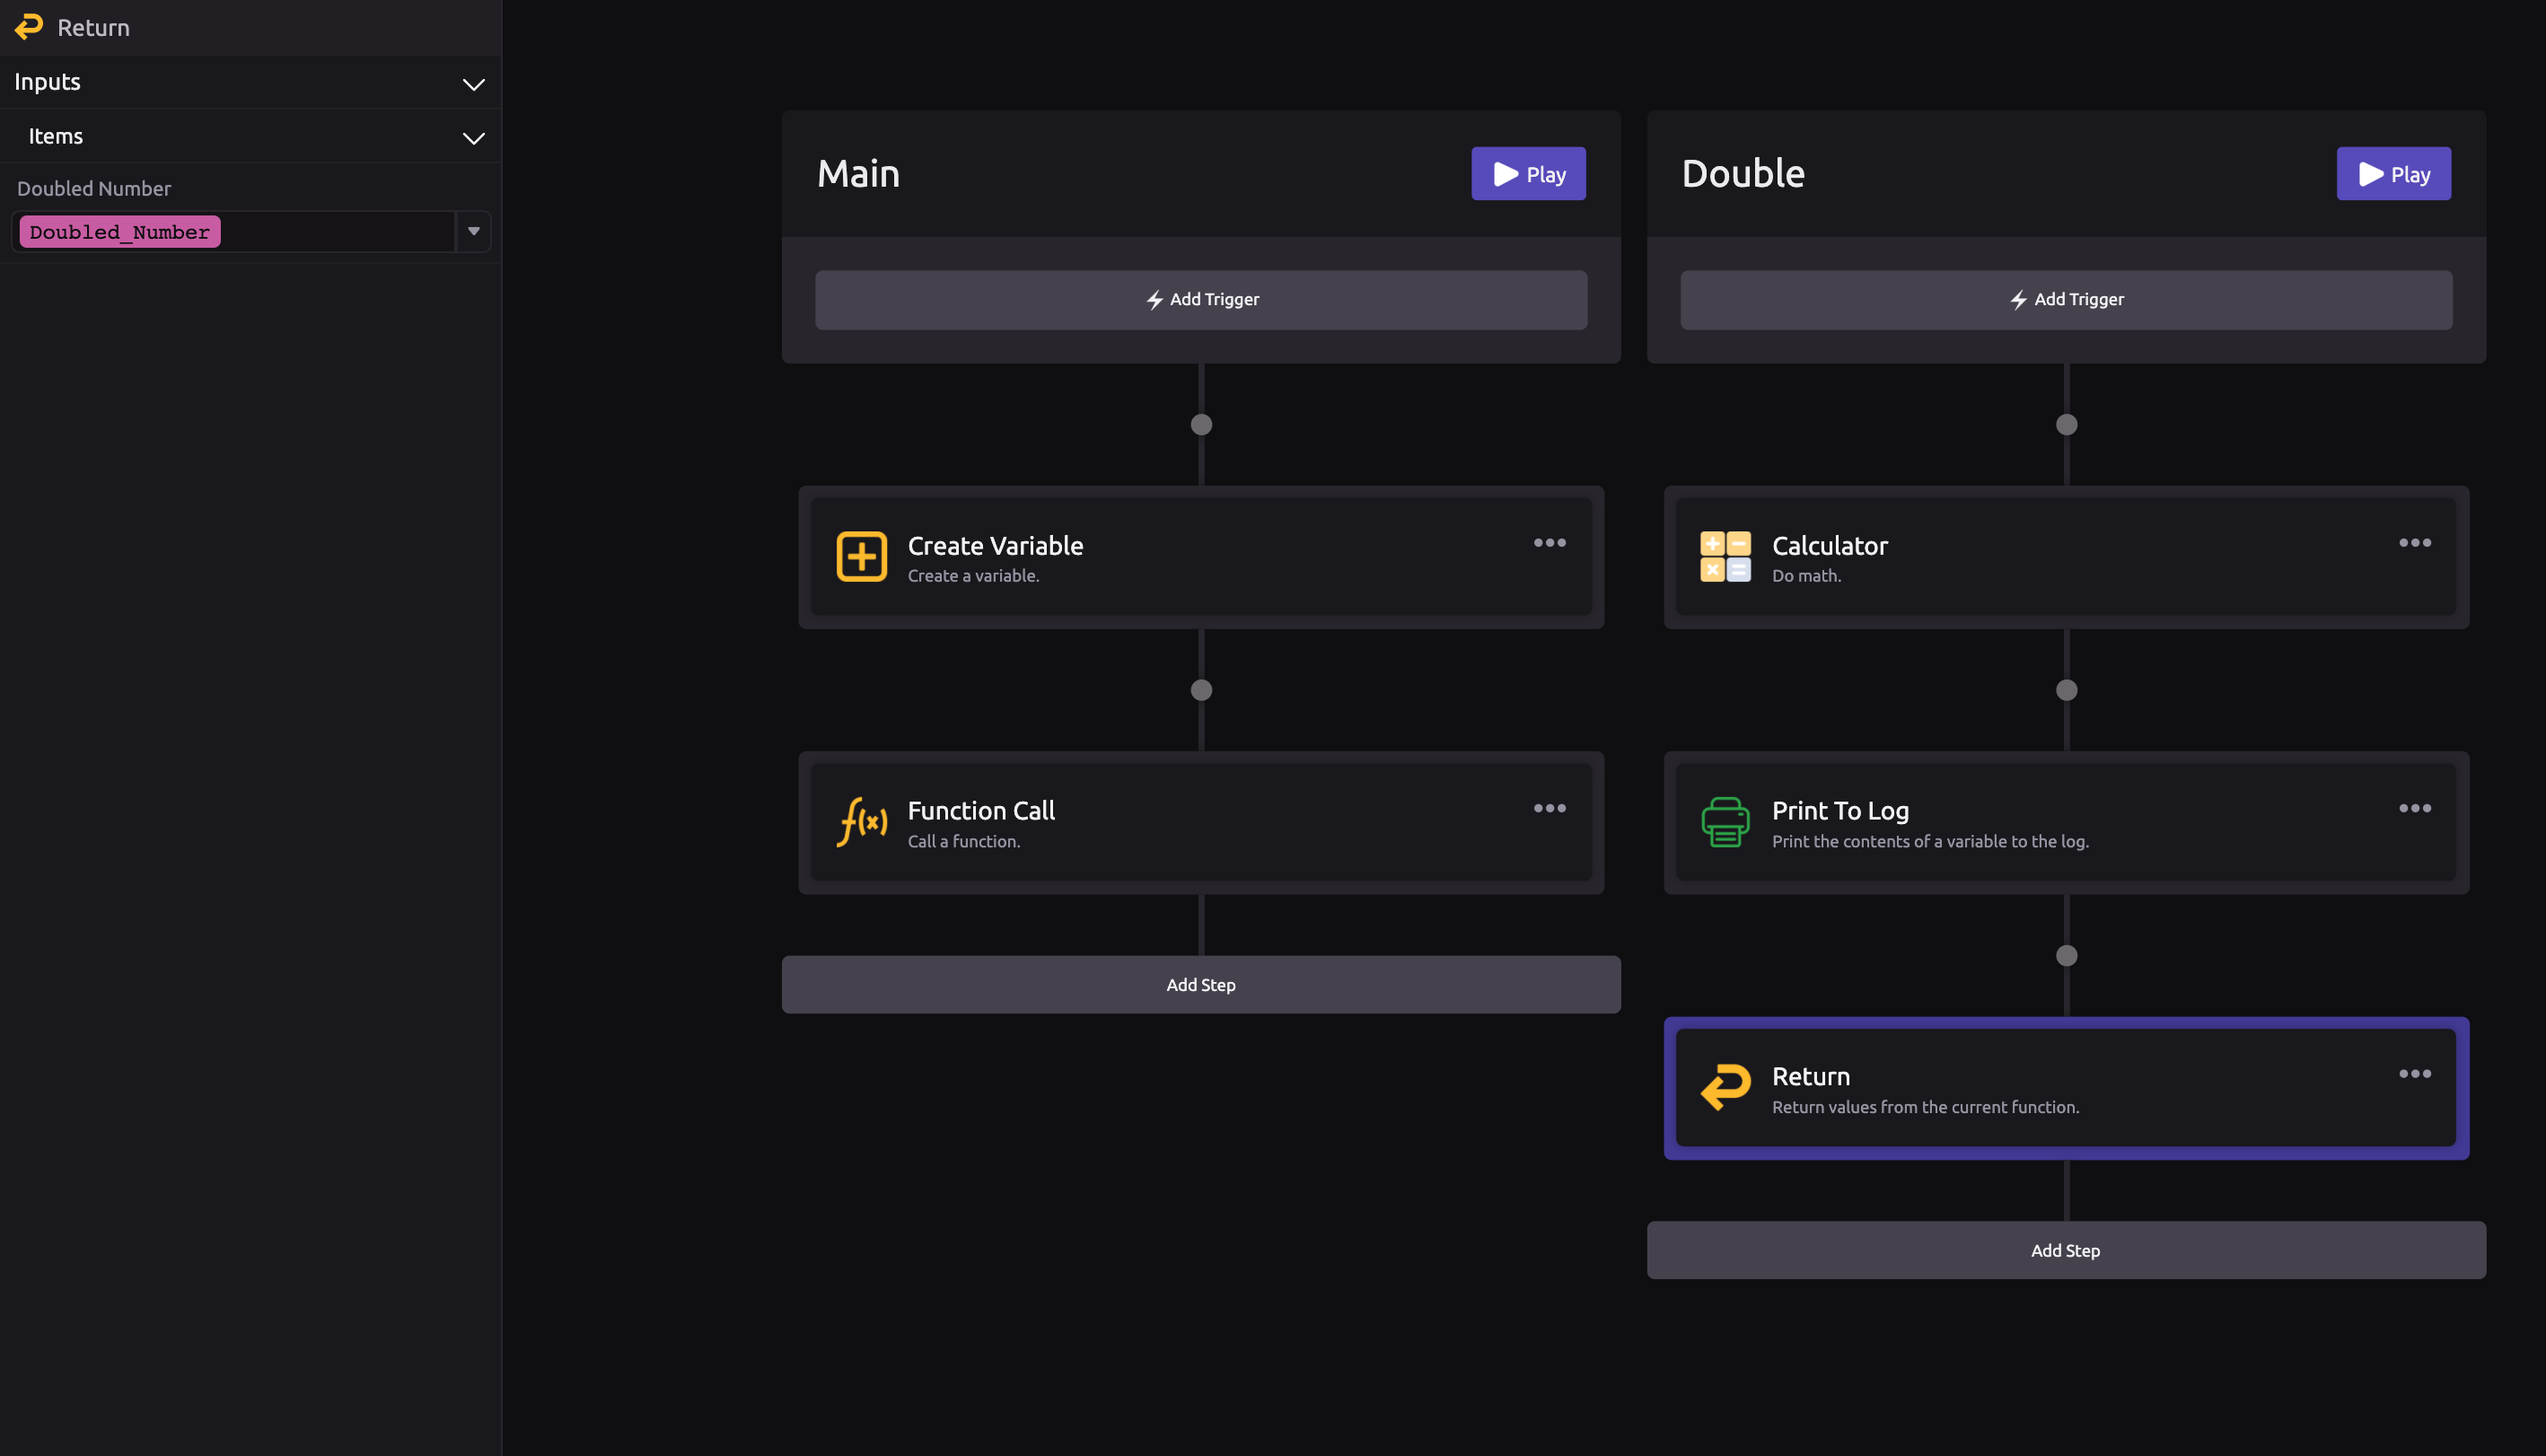 Return
Inputs
Items
Doubled Number
Doubled_Number
Main
Play
Add Trigger
Create Variable
Create a variable.
Function Call
Call a function.
Add Step
Double
Play
Add Trigger
Calculator
Do math.
Print To Log
Print the contents of a variable to the log.
Return
Return values from the current function.
Add Step